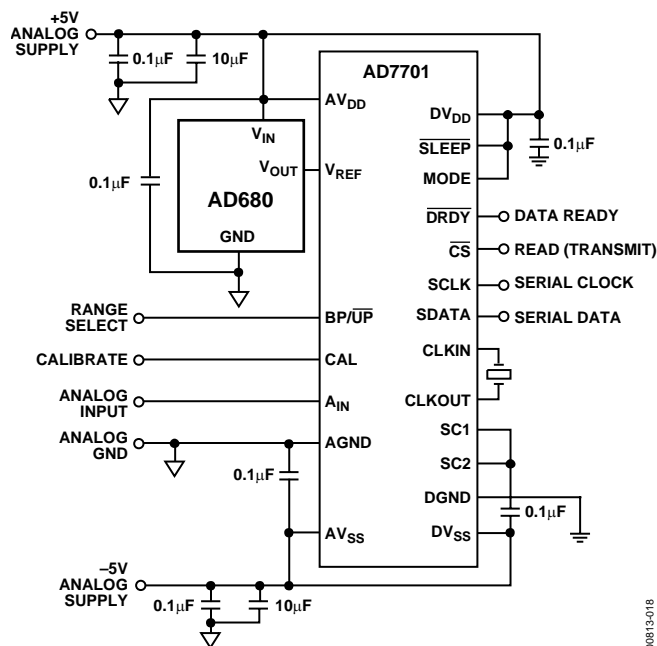 +5V
ANALOG
SUPPLY
0.1µF
10µF
AD7701
AVDD
DVDD
VIN
SLEEP
0.1µF
VOUT
VREF
MODE
0.1µF
AD680
DRDY
DATA READY
GND
CS
READ (TRANSMIT)
SCLK
SERIAL CLOCK
RANGE
SELECT
BP/UP
SDATA
SERIAL DATA
CALIBRATE
CAL
CLKIN
ANALOG
INPUT
AIN
CLKOUT
ANALOG
GND
AGND
SC1
SC2
0.1µF
DGND
0.1µF
AVSS
DVSS
–5V
ANALOG
SUPPLY
0.1µF
10µF
00813-018